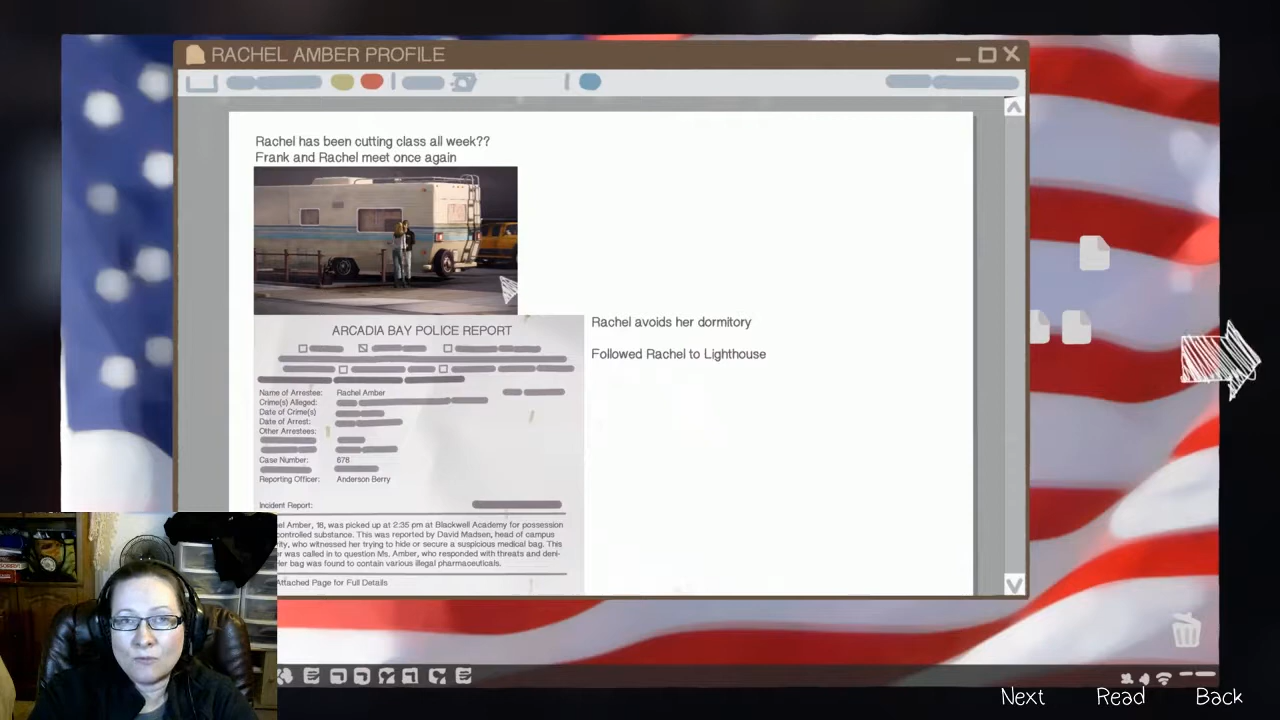 RACHEL AMBER PROFILE
Rachel has been cutting class all week??
Frank and Rachel meet once again
ARCADIA BAY POLICE REPORT
Rachel avoids her dormitory
Followed Rachel to Lighthouse
Name of Arrestee: Rachel Amber
Crime(s) Alleged:
Date of Crime(s)
Date of Arrest:
Other Arrestees:
Case Number: 678
Reporting Officer: Anderson Berry
Incident Report:
el Amber, 18, was picked up at 2:35 pm at Blackwell Academy for possession
controlled substance. This was reported by David Madsen, head of campus
ity, who witnessed her trying to hide or secure a suspicious medical bag. This
er was called in to question Ms. Amber, who responded with threats and deni-
Her bag was found to contain various illegal pharmaceuticals.
Attached Page for Full Details
Next Read Back